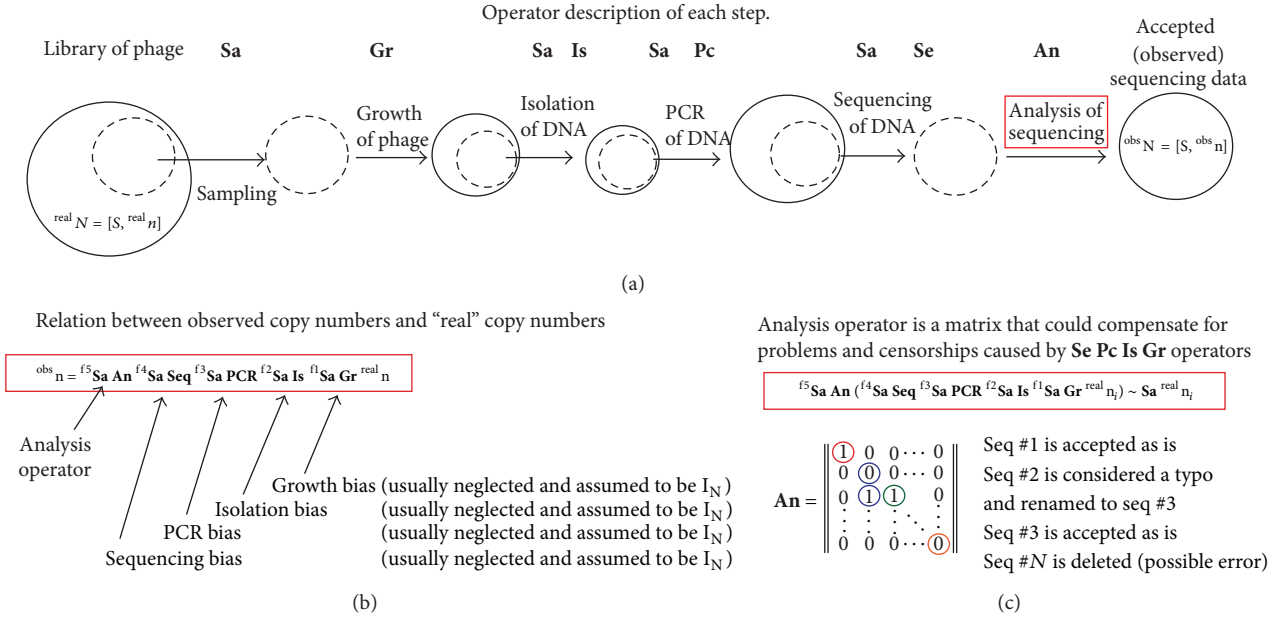 Operator description of each step.
Library of phage
Sa
Gr
Sa Is
Sa Pc
Sa Se
An
Accepted
(observed)
sequencing data
Growth
of phage
Isolation
of DNA
PCR
of DNA
Sequencing
of DNA
Analysis of
sequencing
Sampling
real N = [S, real n]
obs N = [S, obs n]
(a)
Relation between observed copy numbers and “real” copy numbers
obs n = f5 Sa An f4 Sa Seq f3 Sa PCR f2 Sa Is f1 Sa Gr real n
Analysis
operator
Growth bias (usually neglected and assumed to be I_N)
Isolation bias (usually neglected and assumed to be I_N)
PCR bias (usually neglected and assumed to be I_N)
Sequencing bias (usually neglected and assumed to be I_N)
(b)
Analysis operator is a matrix that could compensate for
problems and censorships caused by Se Pc Is Gr operators
f5 Sa An (f4 Sa Seq f3 Sa PCR f2 Sa Is f1 Sa Gr real n_i) ~ Sa real n_i
An =
1 0 0 ⋯ 0
0 0 0 ⋯ 0
0 1 1 0
⋮ ⋮ ⋮ ⋱ ⋮
0 0 0 ⋯ 0
Seq #1 is accepted as is
Seq #2 is considered a typo
and renamed to seq #3
Seq #3 is accepted as is
Seq #N is deleted (possible error)
(c)